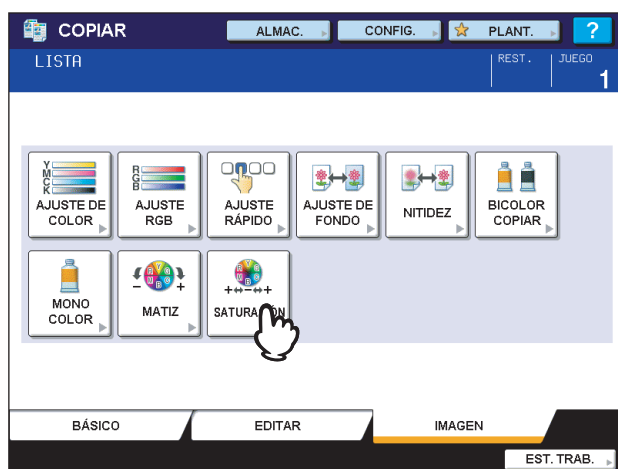 COPIAR
ALMAC.
CONFIG.
PLANT.
?
LISTA
REST.
JUEGO
1
Y
M
C
K
AJUSTE DE
COLOR
R
G
B
AJUSTE
RGB
AJUSTE
RÁPIDO
AJUSTE DE
FONDO
NITIDEZ
BICOLOR
COPIAR
MONO
COLOR
MATIZ
SATURACIÓN
BÁSICO
EDITAR
IMAGEN
EST. TRAB.